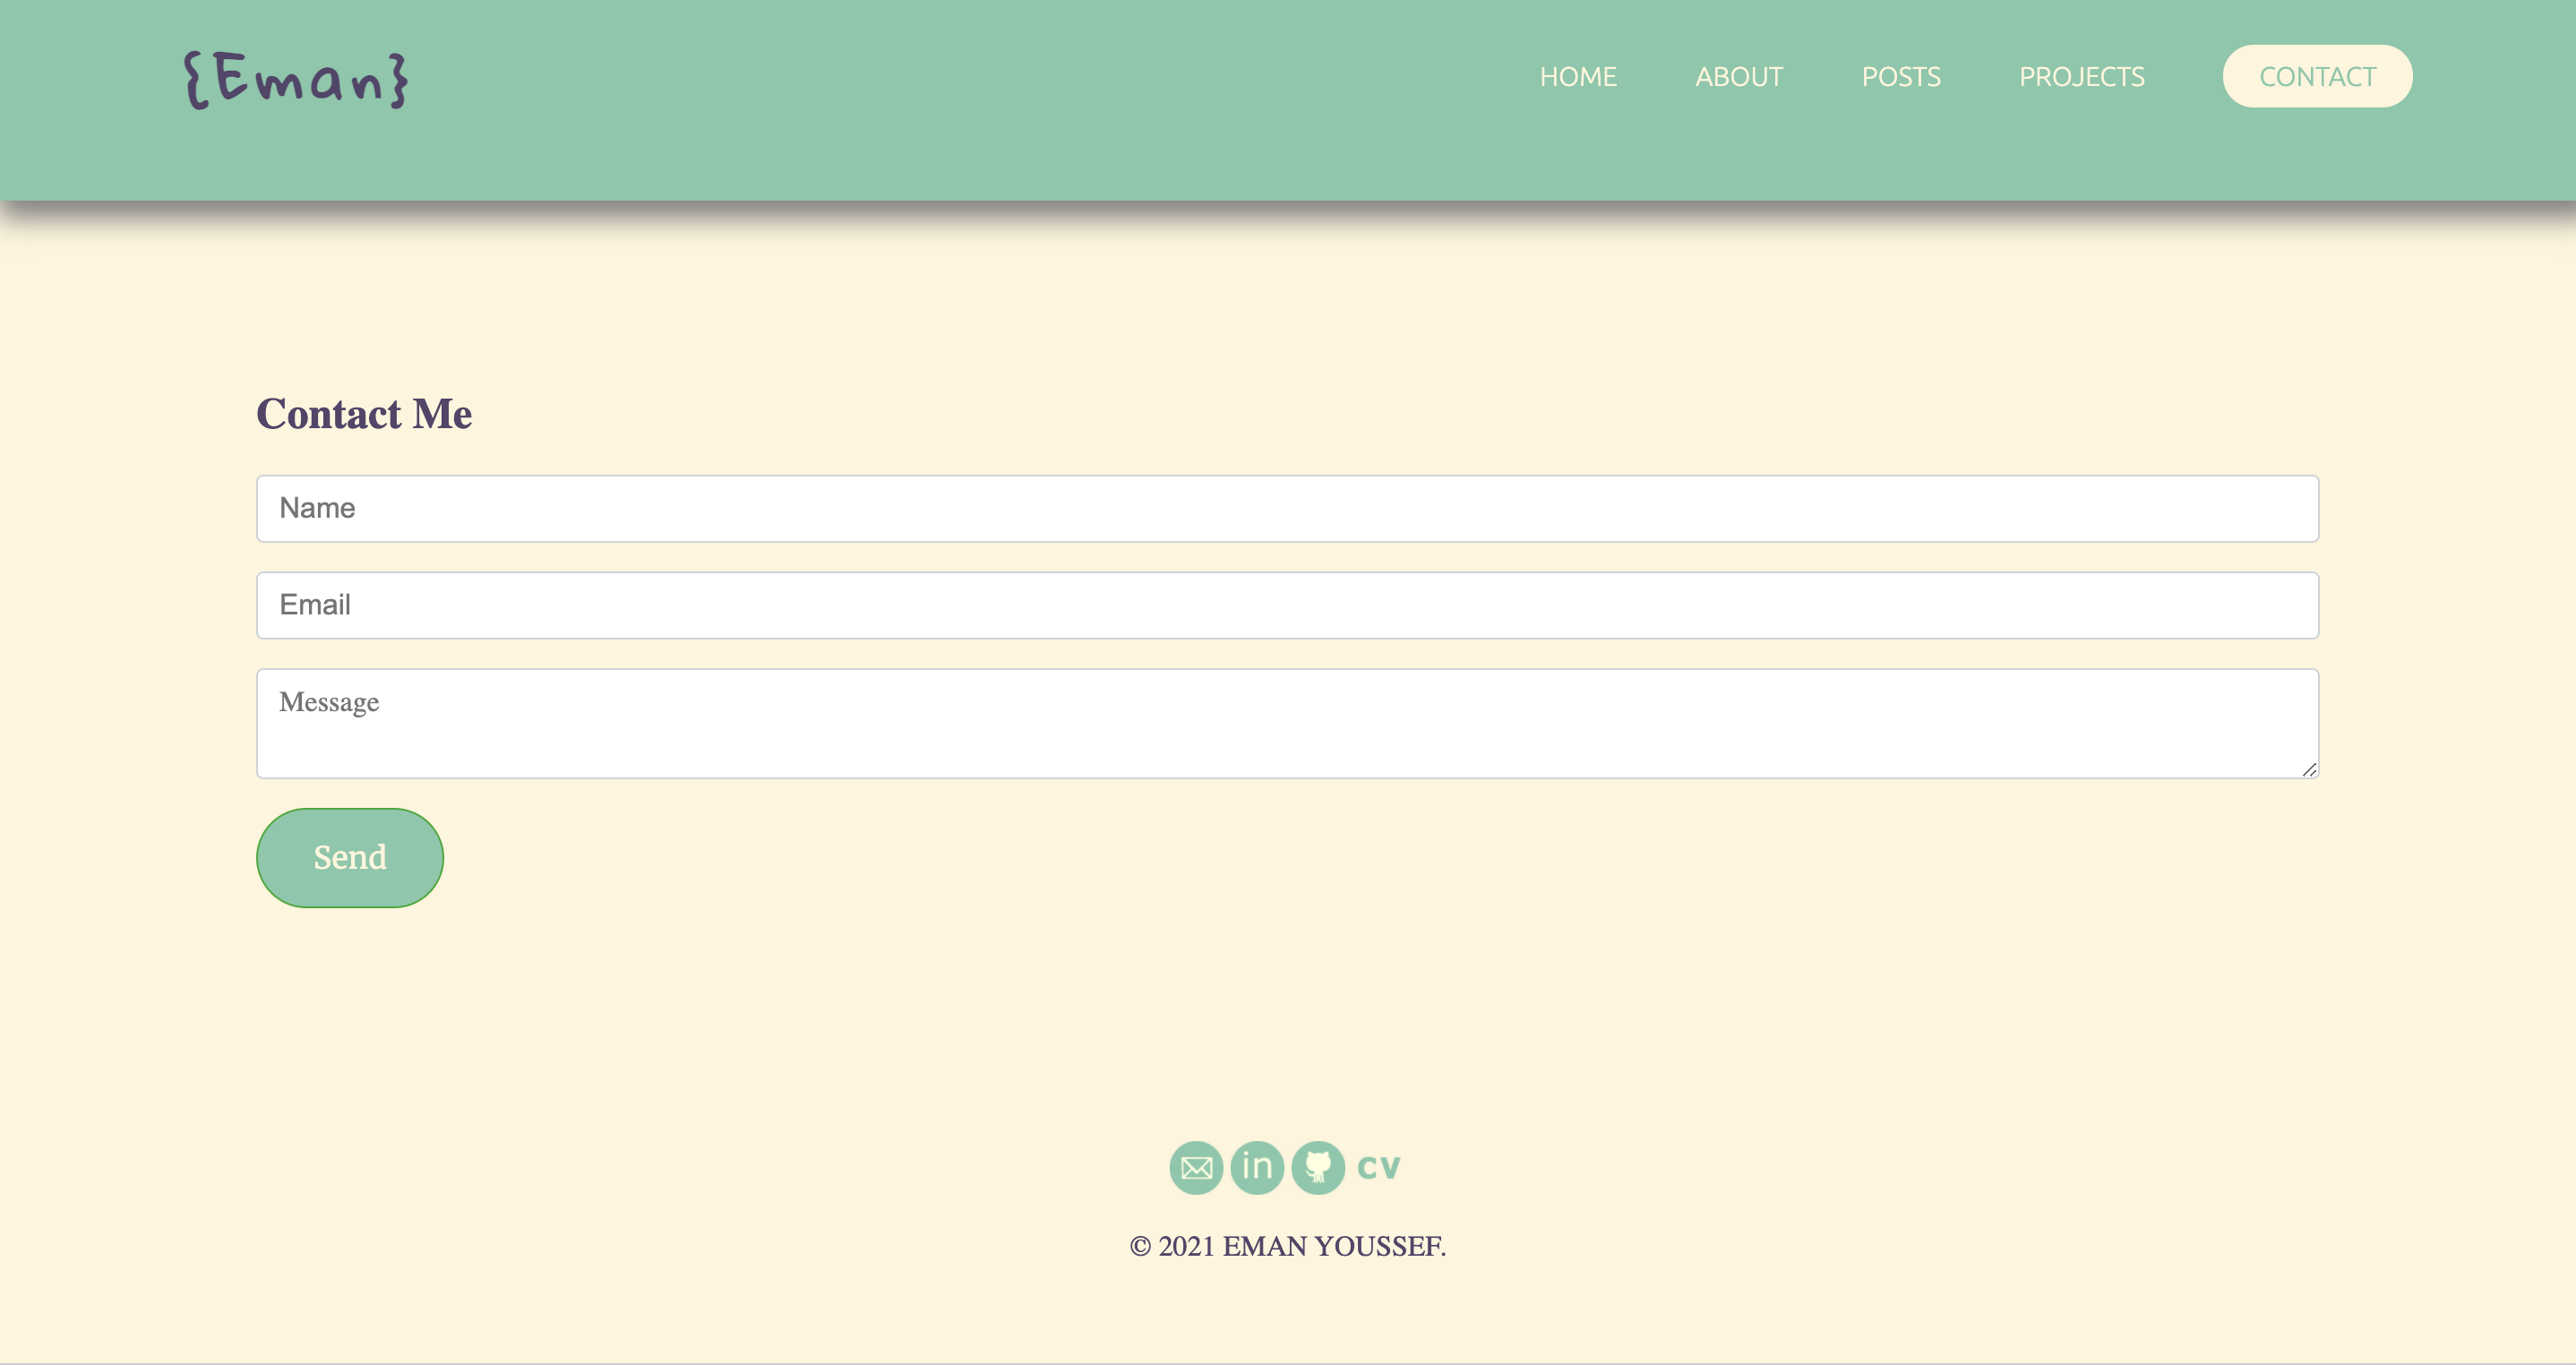 {Eman}
HOME ABOUT POSTS PROJECTS CONTACT
Contact Me
Name
Email
Message
Send
in cv
© 2021 EMAN YOUSSEF.